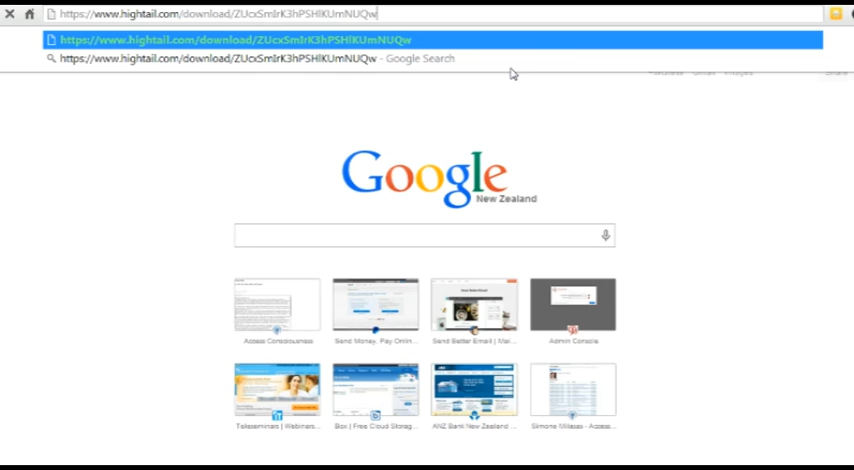 https://www.hightail.com/download/ZUcxSmIrK3hPSHlKUmNUQw
https://www.hightail.com/download/ZUcxSmIrK3hPSHlKUmNUQw
https://www.hightail.com/download/ZUcxSmIrK3hPSHlKUmNUQw - Google Search
Google
New Zealand
Access Consciousness
Send Money, Pay Onlin...
Send Better Email | Mai...
Admin Console
Teleseminars | Webinars...
Box | Free Cloud Storag...
ANZ Bank New Zealand ...
Simone Milasas - Access...